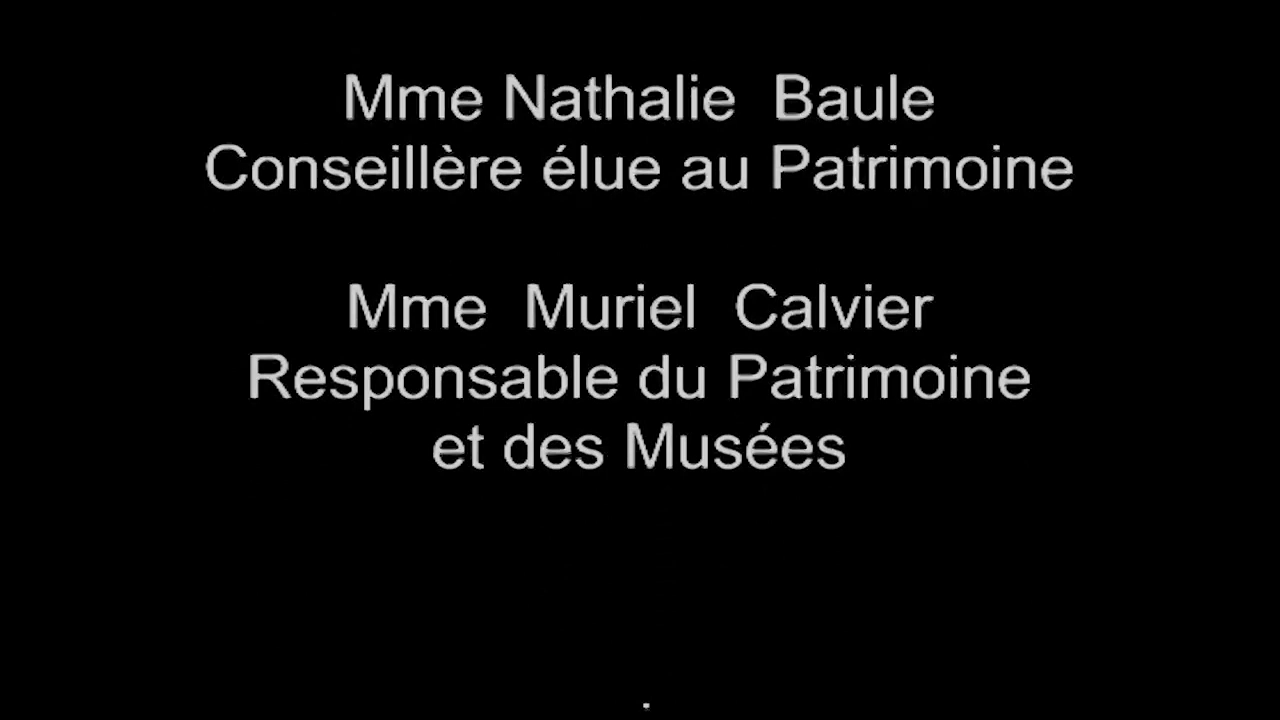 Mme Nathalie Baule
Conseillère élue au Patrimoine
Mme Muriel Calvier
Responsable du Patrimoine
et des Musées